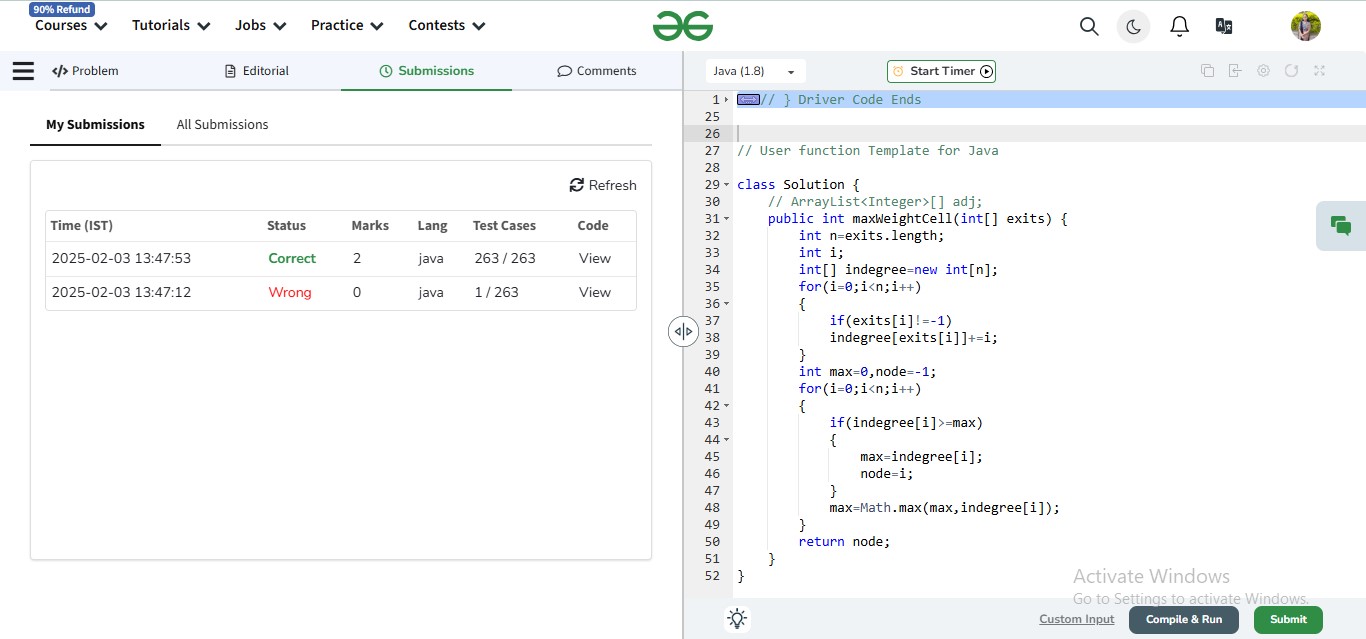 90% Refund
Courses Tutorials Jobs Practice Contests
Problem Editorial Submissions Comments
My Submissions All Submissions
Refresh
Time (IST) Status Marks Lang Test Cases Code
2025-02-03 13:47:53 Correct 2 java 263 / 263 View
2025-02-03 13:47:12 Wrong 0 java 1 / 263 View
Java (1.8) Start Timer
1 // } Driver Code Ends
25
26
27 // User function Template for Java
28
29 class Solution {
30 // ArrayList<Integer>[] adj;
31 public int maxWeightCell(int[] exits) {
32 int n=exits.length;
33 int i;
34 int[] indegree=new int[n];
35 for(i=0;i<n;i++)
36 {
37 if(exits[i]!=-1)
38 indegree[exits[i]]+=i;
39 }
40 int max=0,node=-1;
41 for(i=0;i<n;i++)
42 {
43 if(indegree[i]>=max)
44 {
45 max=indegree[i];
46 node=i;
47 }
48 max=Math.max(max,indegree[i]);
49 }
50 return node;
51 }
52 }
Activate Windows
Go to Settings to activate Windows.
Custom Input Compile & Run Submit